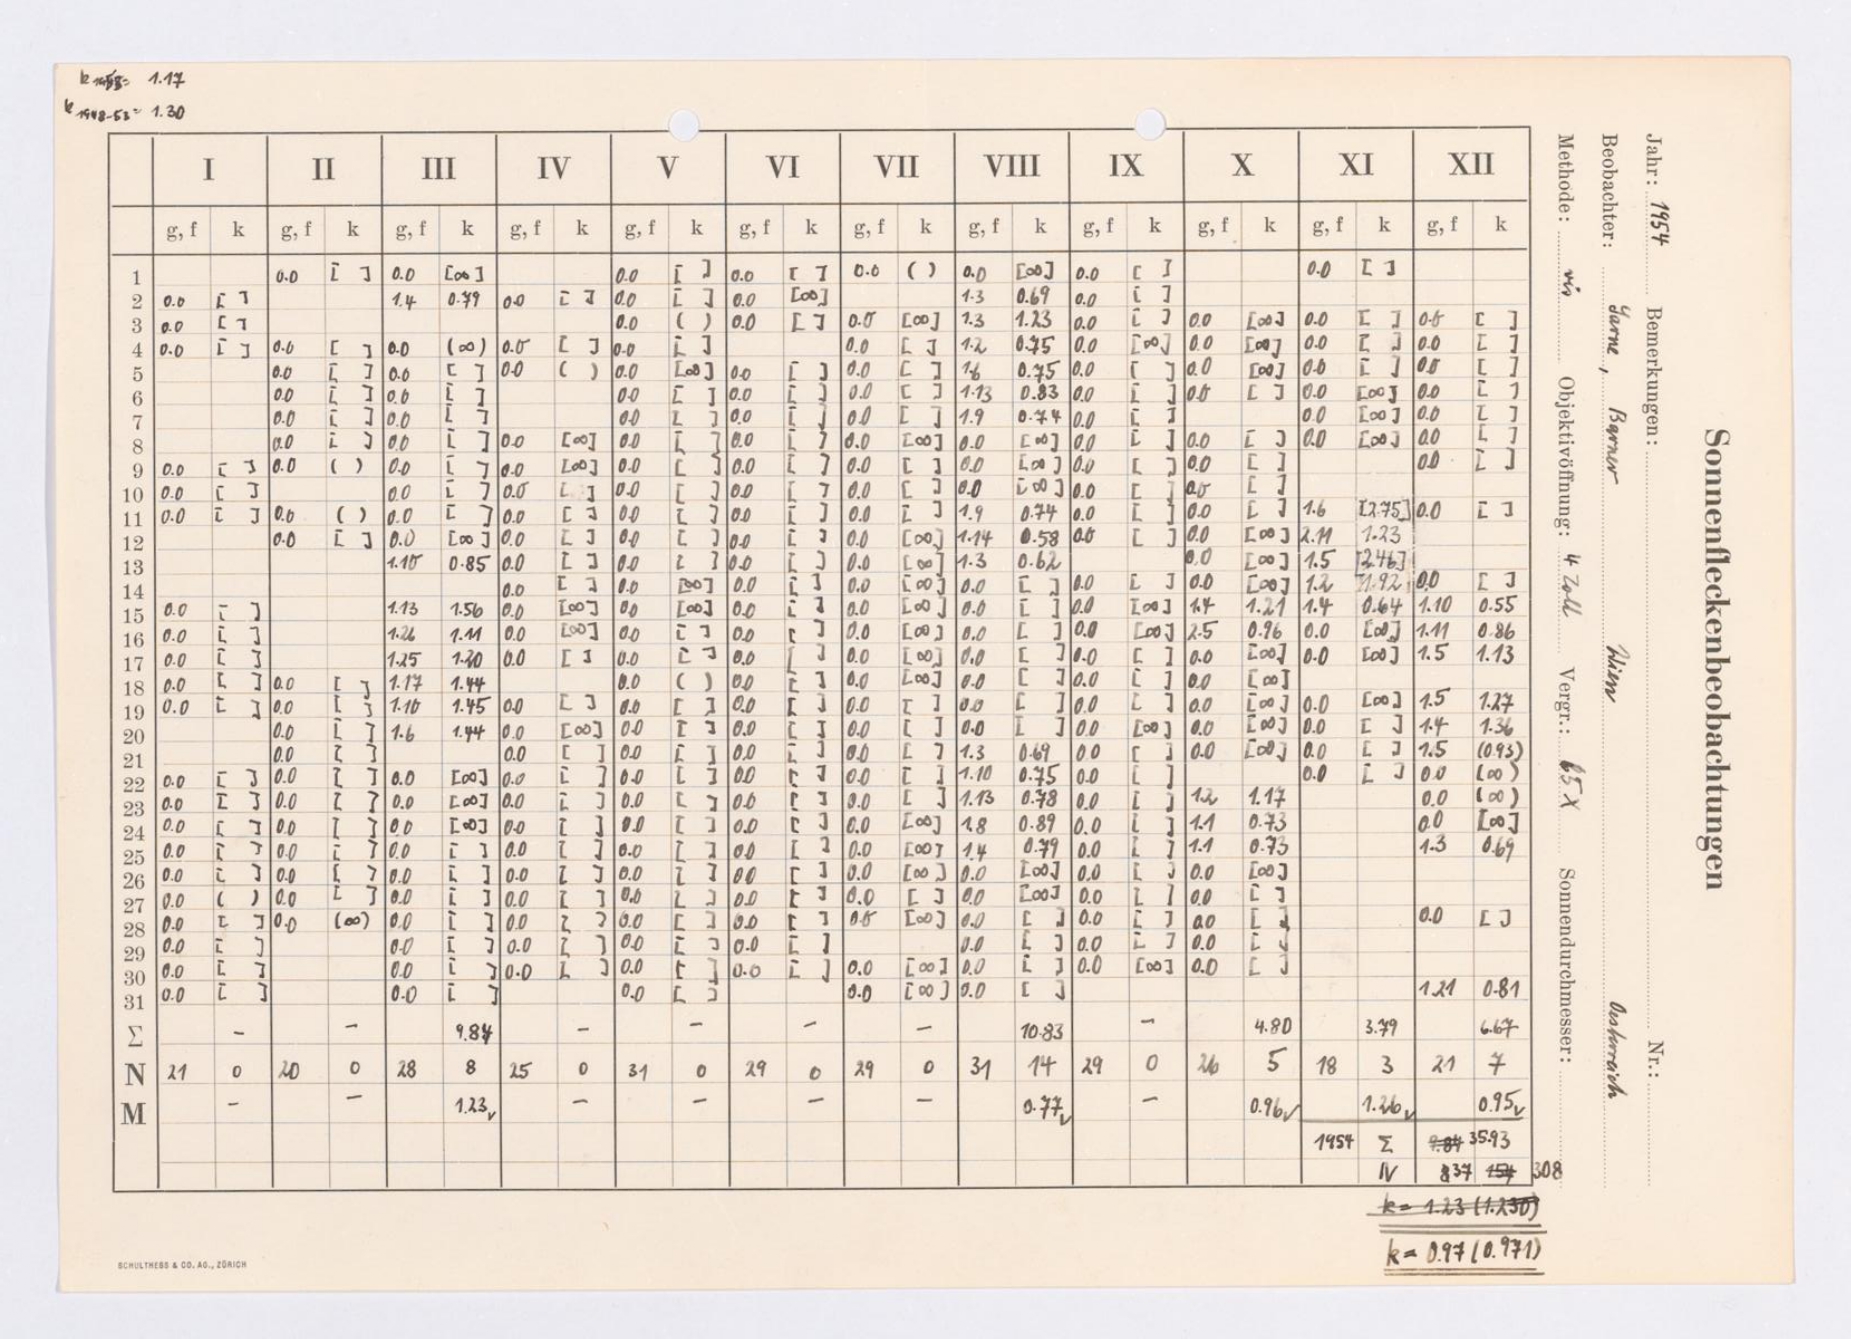 1.17
k 1948-53 = 1.30
I II III IV V VI VII VIII IX X XI XII
g, f k g, f k g, f k g, f k g, f k g, f k g, f k g, f k g, f k g, f k g, f k g, f k
1 0.0 [ ] 0.0 [∞] 0.0 [ ] 0.0 [ ] 0.0 ( ) 0.0 [∞] 0.0 [ ] 0.0 [ ]
2 0.0 [ ] 1.4 0.79 0.0 [ ] 0.0 [ ] 0.0 [∞] 1.3 0.69 0.0 [ ]
3 0.0 [ ] 0.0 ( ) 0.0 [ ] 0.0 [∞] 1.3 1.23 0.0 [ ] 0.0 [∞] 0.0 [ ] 0.0 [ ]
4 0.0 [ ] 0.0 [ ] 0.0 (∞) 0.0 [ ] 0.0 [ ] 0.0 [ ] 1.2 0.75 0.0 [∞] 0.0 [∞] 0.0 [ ] 0.0 [ ]
5 0.0 [ ] 0.0 [ ] 0.0 ( ) 0.0 [∞] 0.0 [ ] 0.0 [ ] 1.6 0.75 0.0 [ ] 0.0 [∞] 0.0 [ ] 0.0 [ ]
6 0.0 [ ] 0.0 [ ] 0.0 [ ] 0.0 [ ] 0.0 [ ] 1.13 0.83 0.0 [ ] 0.0 [ ] 0.0 [∞] 0.0 [ ]
7 0.0 [ ] 0.0 [ ] 0.0 [ ] 0.0 [ ] 0.0 [ ] 1.9 0.74 0.0 [ ] 0.0 [∞] 0.0 [ ]
8 0.0 [ ] 0.0 [ ] 0.0 [∞] 0.0 [ ] 0.0 [ ] 0.0 [∞] 0.0 [∞] 0.0 [ ] 0.0 [ ] 0.0 [∞] 0.0 [ ]
9 0.0 [ ] 0.0 ( ) 0.0 [ ] 0.0 [∞] 0.0 [ ] 0.0 [ ] 0.0 [ ] 0.0 [∞] 0.0 [ ] 0.0 [ ] 0.0 [ ]
10 0.0 [ ] 0.0 [ ] 0.0 [ ] 0.0 [ ] 0.0 [ ] 0.0 [ ] 0.0 [∞] 0.0 [ ] 0.0 [ ]
11 0.0 [ ] 0.0 ( ) 0.0 [ ] 0.0 [ ] 0.0 [ ] 0.0 [ ] 0.0 [ ] 1.9 0.74 0.0 [ ] 0.0 [ ] 1.6 [2.75] 0.0 [ ]
12 0.0 [ ] 0.0 [∞] 0.0 [ ] 0.0 [ ] 0.0 [ ] 0.0 [∞] 1.14 0.58 0.0 [ ] 0.0 [∞] 2.11 1.23
13 1.10 0.85 0.0 [ ] 0.0 [ ] 0.0 [ ] 0.0 [∞] 1.3 0.62 0.0 [∞] 1.5 [2.46]
14 0.0 [ ] 0.0 [∞] 0.0 [ ] 0.0 [∞] 0.0 [ ] 0.0 [ ] 0.0 [∞] 1.2 1.92 0.0 [ ]
15 0.0 [ ] 1.13 1.56 0.0 [∞] 0.0 [∞] 0.0 [ ] 0.0 [∞] 0.0 [ ] 0.0 [∞] 1.4 1.21 1.4 0.64 1.10 0.55
16 0.0 [ ] 1.26 1.11 0.0 [∞] 0.0 [ ] 0.0 [ ] 0.0 [∞] 0.0 [ ] 0.0 [∞] 2.5 0.96 0.0 [∞] 1.11 0.86
17 0.0 [ ] 1.25 1.20 0.0 [ ] 0.0 [ ] 0.0 [ ] 0.0 [∞] 0.0 [ ] 0.0 [ ] 0.0 [∞] 0.0 [∞] 1.5 1.13
18 0.0 [ ] 0.0 [ ] 1.17 1.44 0.0 ( ) 0.0 [ ] 0.0 [∞] 0.0 [ ] 0.0 [ ] 0.0 [∞]
19 0.0 [ ] 0.0 [ ] 1.10 1.45 0.0 [ ] 0.0 [ ] 0.0 [ ] 0.0 [ ] 0.0 [ ] 0.0 [ ] 0.0 [∞] 0.0 [∞] 1.5 1.27
20 0.0 [ ] 1.6 1.44 0.0 [∞] 0.0 [ ] 0.0 [ ] 0.0 [ ] 0.0 [ ] 0.0 [∞] 0.0 [∞] 0.0 [ ] 1.4 1.36
21 0.0 [ ] 0.0 [ ] 0.0 [ ] 0.0 [ ] 0.0 [ ] 1.3 0.69 0.0 [ ] 0.0 [∞] 0.0 [ ] 1.5 (0.93)
22 0.0 [ ] 0.0 [ ] 0.0 [∞] 0.0 [ ] 0.0 [ ] 0.0 [ ] 0.0 [ ] 1.10 0.75 0.0 [ ] 0.0 [ ] 0.0 (∞)
23 0.0 [ ] 0.0 [ ] 0.0 [∞] 0.0 [ ] 0.0 [ ] 0.0 [ ] 0.0 [ ] 1.13 0.78 0.0 [ ] 1.2 1.17 0.0 (∞)
24 0.0 [ ] 0.0 [ ] 0.0 [∞] 0.0 [ ] 0.0 [ ] 0.0 [ ] 0.0 [∞] 1.8 0.89 0.0 [ ] 1.1 0.73 0.0 [∞]
25 0.0 [ ] 0.0 [ ] 0.0 [ ] 0.0 [ ] 0.0 [ ] 0.0 [ ] 0.0 [∞] 1.4 0.79 0.0 [ ] 1.1 0.73 1.3 0.69
26 0.0 [ ] 0.0 [ ] 0.0 [ ] 0.0 [ ] 0.0 [ ] 0.0 [ ] 0.0 [∞] 0.0 [∞] 0.0 [ ] 0.0 [∞]
27 0.0 ( ) 0.0 [ ] 0.0 [ ] 0.0 [ ] 0.0 [ ] 0.0 [ ] 0.0 [ ] 0.0 [∞] 0.0 [ ] 0.0 [ ]
28 0.0 [ ] 0.0 (∞) 0.0 [ ] 0.0 [ ] 0.0 [ ] 0.0 [ ] 0.0 [∞] 0.0 [ ] 0.0 [ ] 0.0 [ ] 0.0 [ ]
29 0.0 [ ] 0.0 [ ] 0.0 [ ] 0.0 [ ] 0.0 [ ] 0.0 [ ] 0.0 [ ] 0.0 [ ]
30 0.0 [ ] 0.0 [ ] 0.0 [ ] 0.0 [ ] 0.0 [ ] 0.0 [∞] 0.0 [ ] 0.0 [∞] 0.0 [ ]
31 0.0 [ ] 0.0 [ ] 0.0 [ ] 0.0 [∞] 0.0 [ ] 1.21 0.81
Σ – – 9.84 – – – – 10.83 – 4.80 3.79 6.67
N 21 0 20 0 28 8 25 0 31 0 29 0 29 0 31 14 29 0 26 5 18 3 21 7
M – – 1.23 – – – – 0.77 – 0.96 1.26 0.95
1954 Σ 9.84 35.93
N 37 154 308
k = 1.23 (1.230)
k = 0.97 (0.971)
SCHULTHESS & CO. AG., ZÜRICH
Sonnenfleckenbeobachtungen
Jahr: 1954 Bemerkungen: Nr.:
Beobachter: Barner Wien Oesterreich
Methode: vis Objektivöffnung: 4 Zoll Vergr.: 65 X Sonnendurchmesser: